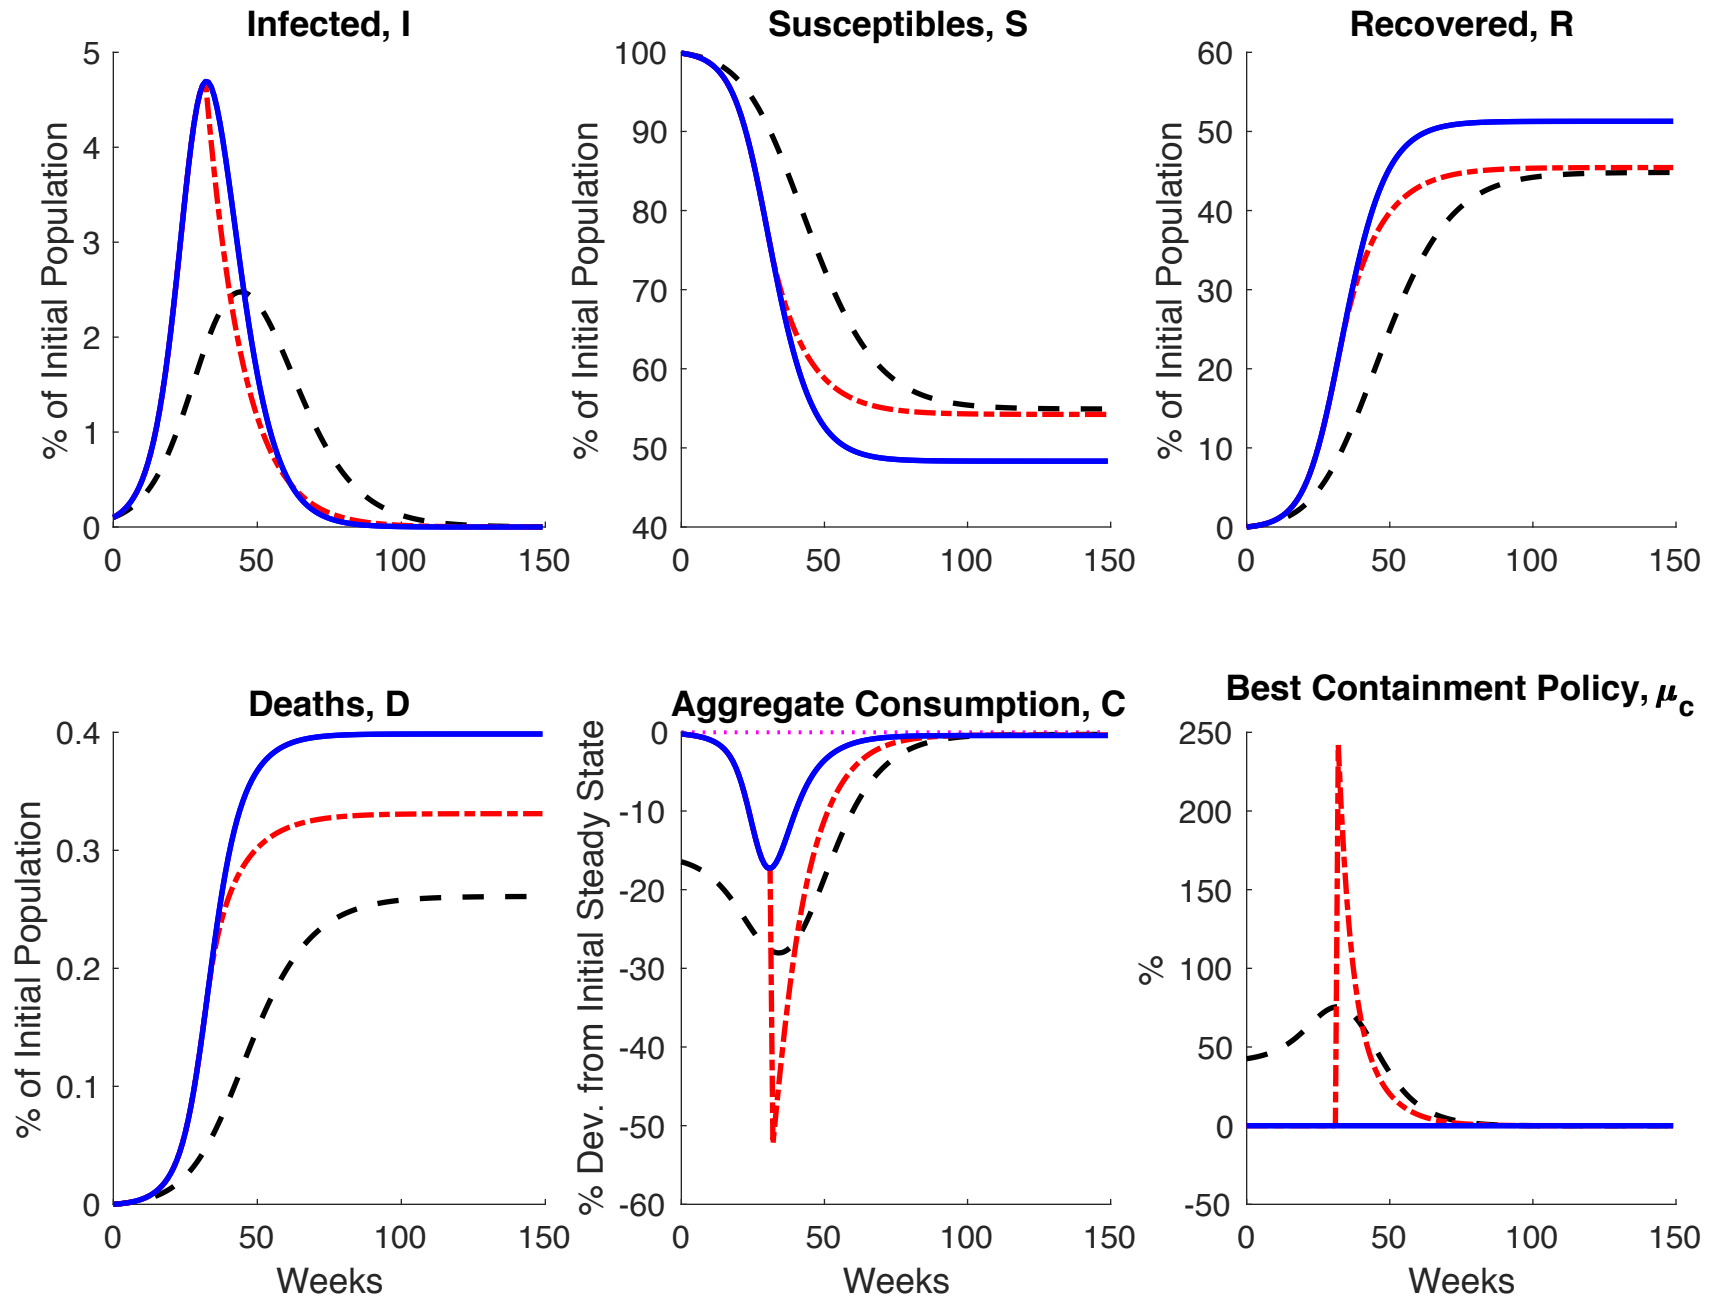 Infected, I
% of Initial Population
5
4
3
2
1
0
0 50 100 150
Susceptibles, S
% of Initial Population
100
90
80
70
60
50
40
0 50 100 150
Recovered, R
% of Initial Population
60
50
40
30
20
10
0
0 50 100 150
Deaths, D
% of Initial Population
0.4
0.3
0.2
0.1
0
0 50 100 150
Weeks
Aggregate Consumption, C
% Dev. from Initial Steady State
0
-10
-20
-30
-40
-50
-60
0 50 100 150
Weeks
Best Containment Policy, μc
%
250
200
150
100
50
0
-50
0 50 100 150
Weeks